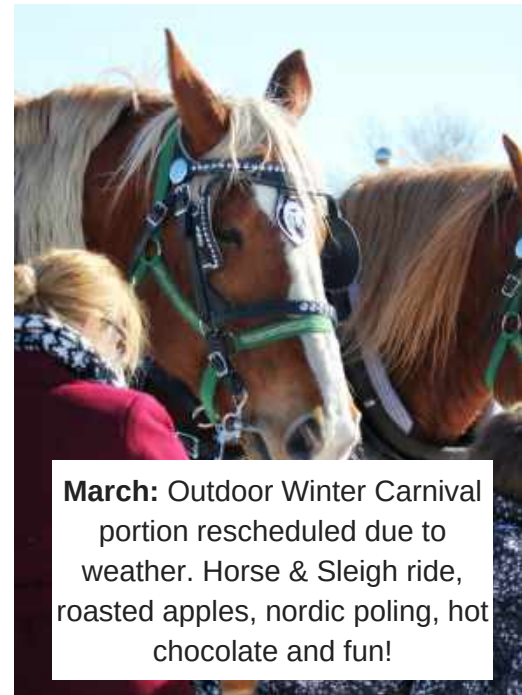 March: Outdoor Winter Carnival
portion rescheduled due to
weather. Horse & Sleigh ride,
roasted apples, nordic poling, hot
chocolate and fun!